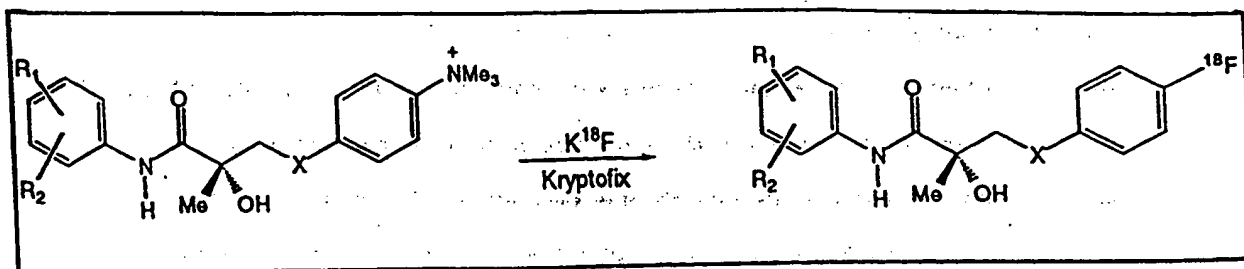 R1
R2
O
N
H
Me
OH
X
+
NMe3
K18F
Kryptofix
R1
R2
O
N
H
Me
OH
X
18F